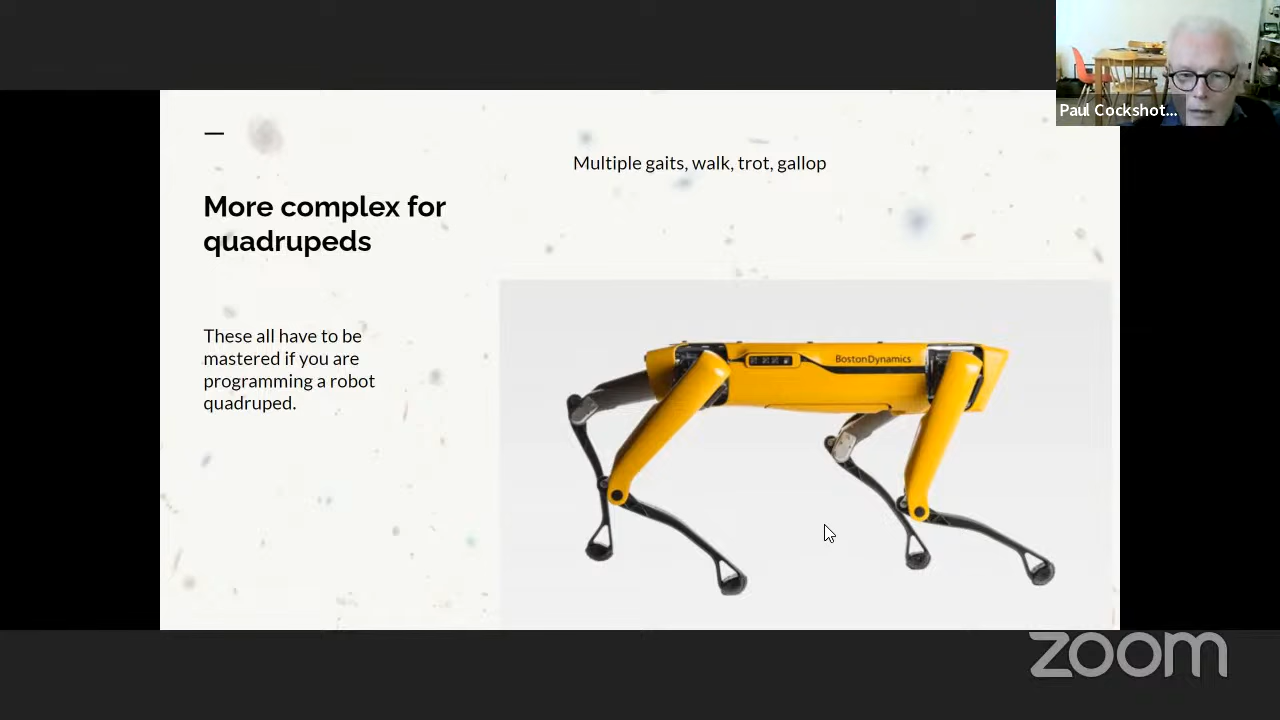 Paul Cockshot...
Multiple gaits, walk, trot, gallop
More complex for
quadrupeds
These all have to be
mastered if you are
programming a robot
quadruped.
BostonDynamics
zoom